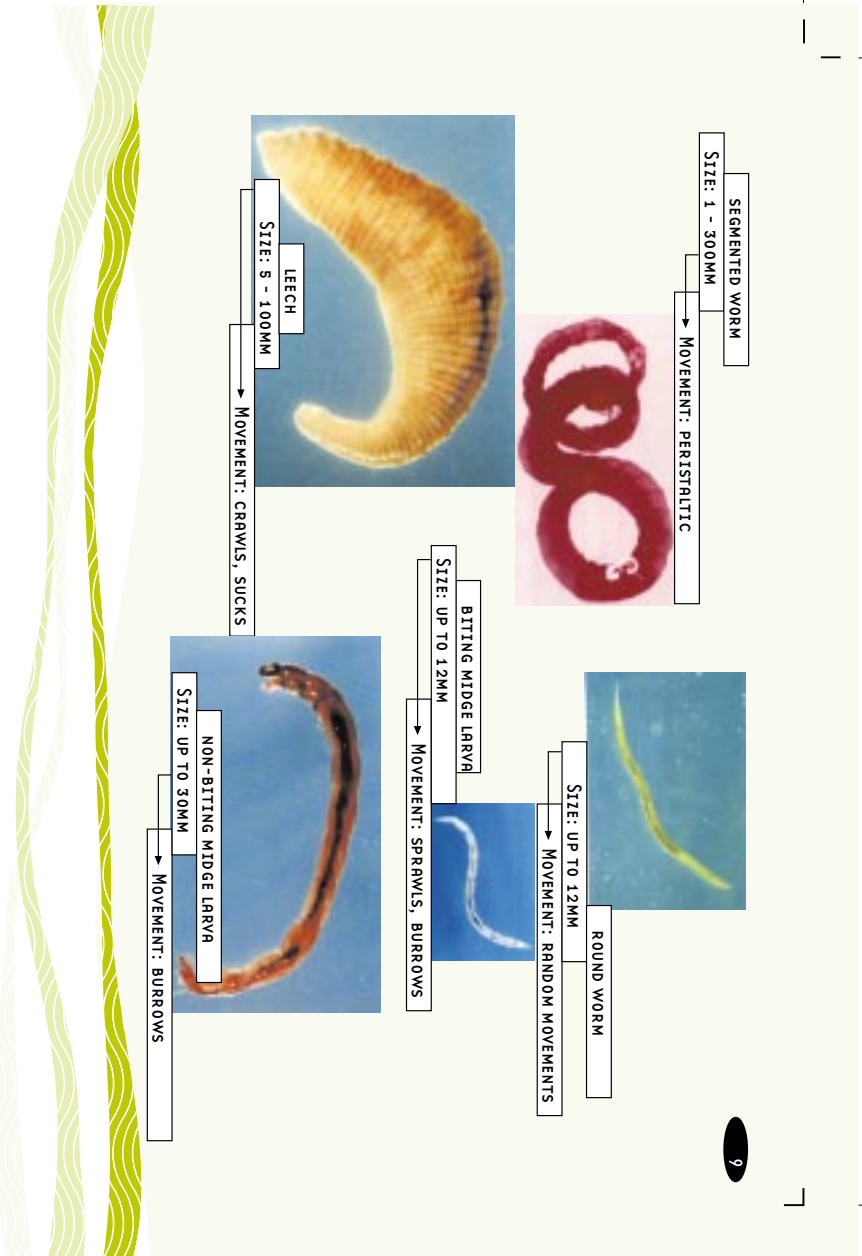 SEGMENTED WORM
SIZE: 1 - 300MM
MOVEMENT: PERISTALTIC
ROUND WORM
SIZE: UP TO 12MM
MOVEMENT: RANDOM MOVEMENTS
LEECH
SIZE: 5 - 100MM
MOVEMENT: CRAWLS, SUCKS
BITING MIDGE LARVA
SIZE: UP TO 12MM
MOVEMENT: SPRAWLS, BURROWS
NON-BITING MIDGE LARVA
SIZE: UP TO 30MM
MOVEMENT: BURROWS
9